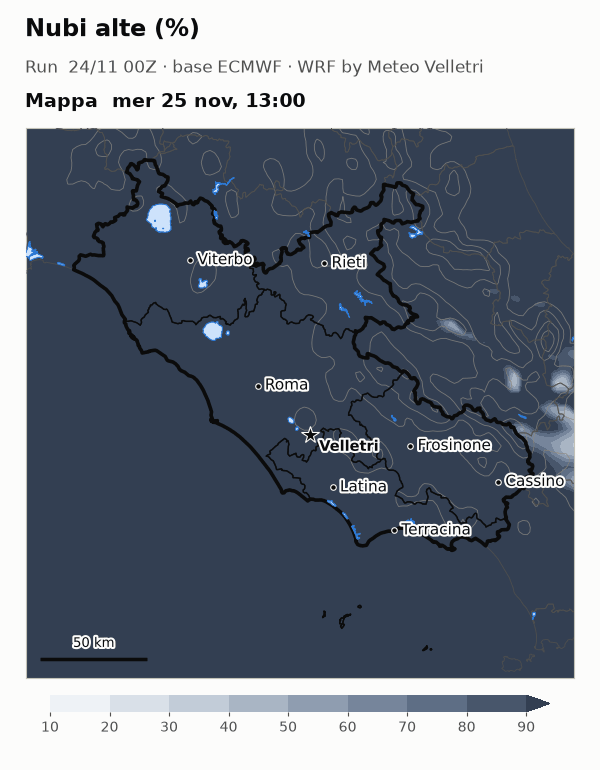 Nubi alte (%)
Run 24/11 00Z · base ECMWF · WRF by Meteo Velletri
Mappa mer 25 nov, 13:00
Viterbo
Rieti
Roma
Velletri
Frosinone
Latina
Cassino
Terracina
50 km
10 20 30 40 50 60 70 80 90